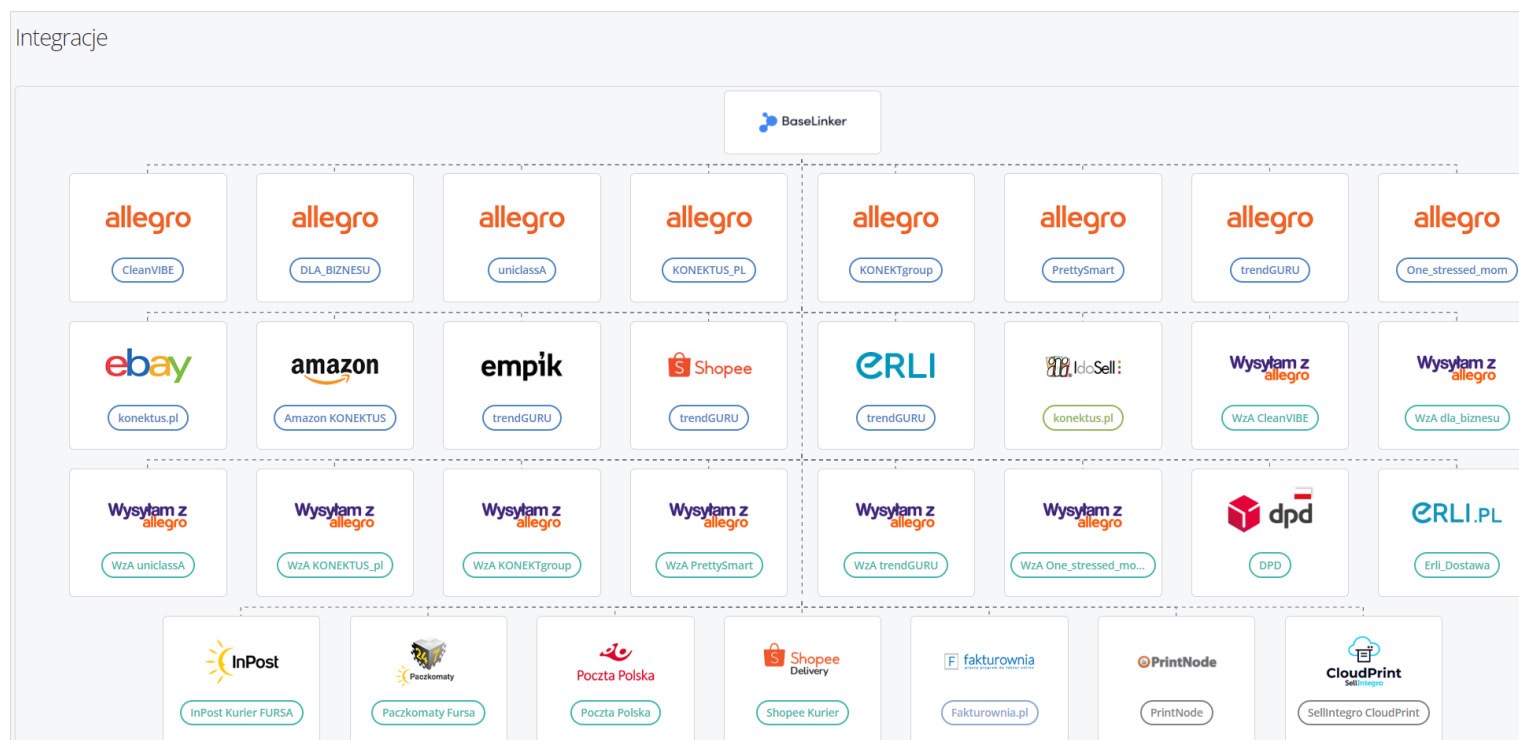 Integracje
BaseLinker
allegro allegro allegro allegro allegro allegro allegro allegro
CleanVIBE DLA_BIZNESU uniclassA KONEKTUS_PL KONEKTgroup PrettySmart trendGURU One_stressed_mom
ebay amazon empik Shopee ERLI IdoSell Wysyłam z allegro Wysyłam z allegro
konektus.pl Amazon KONEKTUS trendGURU trendGURU trendGURU konektus.pl WzA CleanVIBE WzA dla_biznesu
Wysyłam z allegro Wysyłam z allegro Wysyłam z allegro Wysyłam z allegro Wysyłam z allegro Wysyłam z allegro dpd ERLI.PL
WzA uniclassA WzA KONEKTUS_pl WzA KONEKTgroup WzA PrettySmart WzA trendGURU WzA One_stressed_mo... DPD Erli_Dostawa
InPost 24/7 Paczkomaty Poczta Polska Shopee Delivery F fakturownia PrintNode CloudPrint SellIntegro
InPost Kurier FURSA Paczkomaty Fursa Poczta Polska Shopee Kurier Fakturownia.pl PrintNode SellIntegro CloudPrint